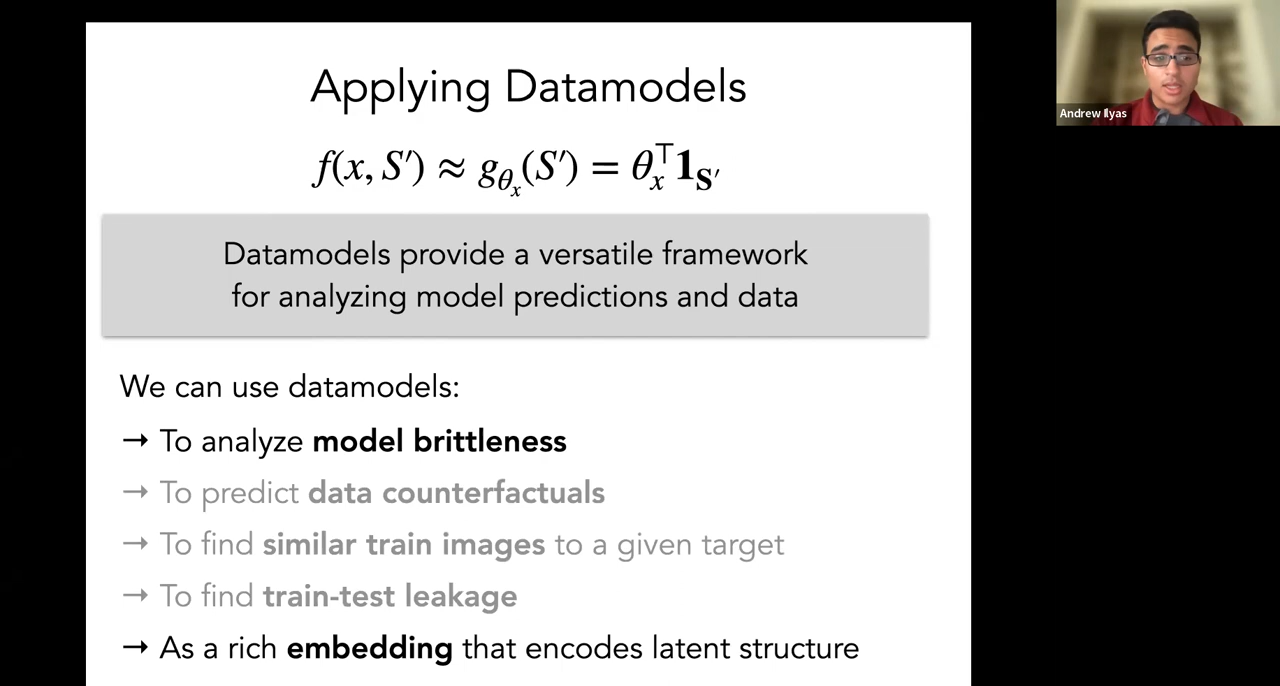 Applying Datamodels
f(x, S′) ≈ g_{θ_x}(S′) = θ_x^⊤ 1_{S′}
Datamodels provide a versatile framework
for analyzing model predictions and data
We can use datamodels:
→ To analyze model brittleness
→ To predict data counterfactuals
→ To find similar train images to a given target
→ To find train-test leakage
→ As a rich embedding that encodes latent structure
Andrew Ilyas